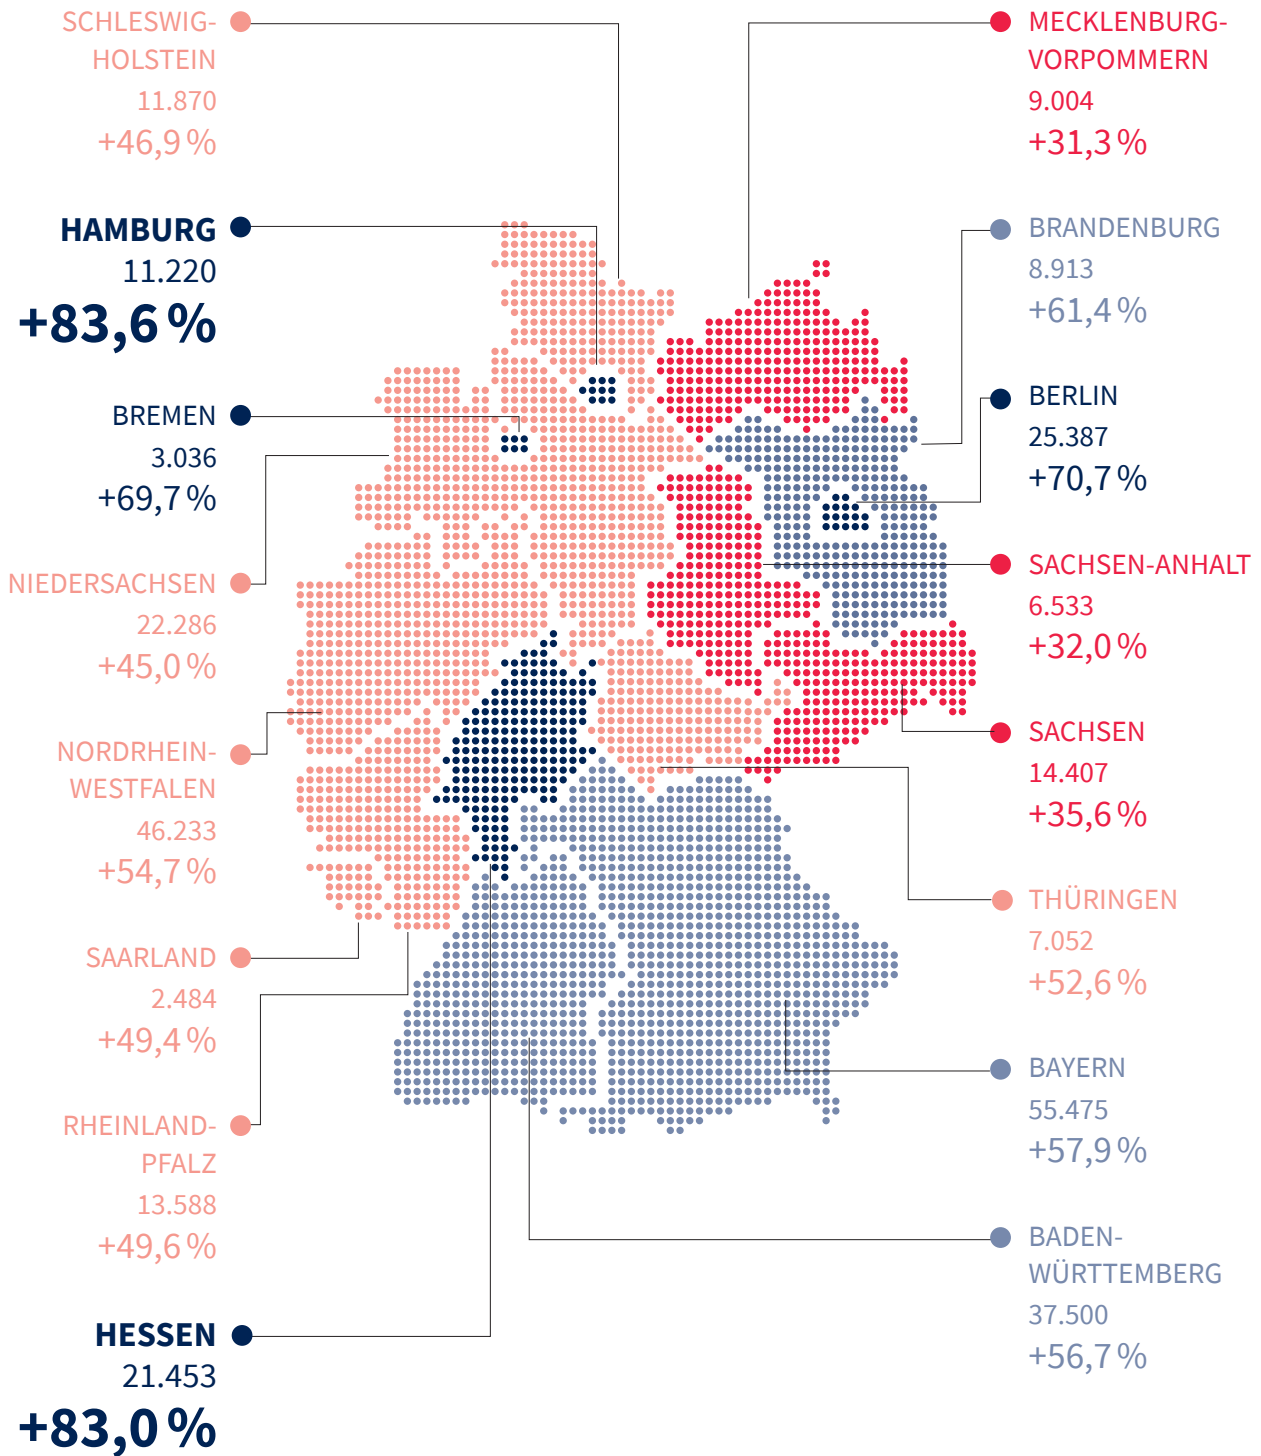 SCHLESWIG-
HOLSTEIN
11.870
+46,9 %
HAMBURG
11.220
+83,6 %
BREMEN
3.036
+69,7 %
NIEDERSACHSEN
22.286
+45,0 %
NORDRHEIN-
WESTFALEN
46.233
+54,7 %
SAARLAND
2.484
+49,4 %
RHEINLAND-
PFALZ
13.588
+49,6 %
HESSEN
21.453
+83,0 %
MECKLENBURG-
VORPOMMERN
9.004
+31,3 %
BRANDENBURG
8.913
+61,4 %
BERLIN
25.387
+70,7 %
SACHSEN-ANHALT
6.533
+32,0 %
SACHSEN
14.407
+35,6 %
THÜRINGEN
7.052
+52,6 %
BAYERN
55.475
+57,9 %
BADEN-
WÜRTTEMBERG
37.500
+56,7 %